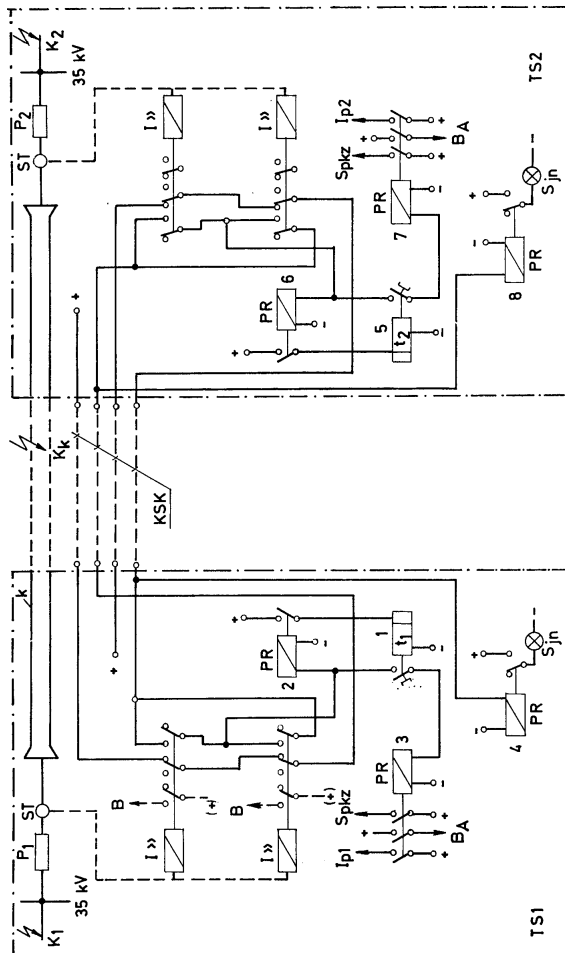 K₁
35 kV
P₁
ST
k
K_k
ST
P₂
35 kV
K₂
+
+
KSK
B
B
(+)
(+)
I»
I»
I»
I»
+
PR
2
-
1
t₁
-
PR
3
-
Ip1
Spkz
+
+
+
BA
PR
4
-
+
Sjn
-
TS1
+
PR
6
-
5
t₂
-
PR
7
-
Spkz
Ip2
+
+
+
BA
PR
8
-
+
Sjn
-
TS2